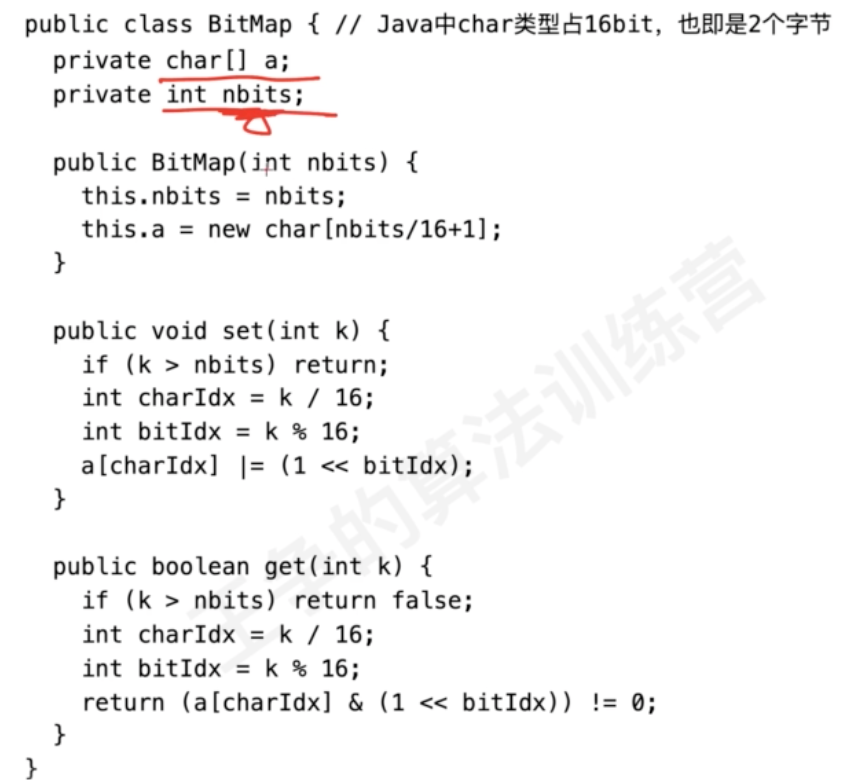 public class BitMap { // Java中char类型占16bit，也即是2个字节
  private char[] a;
  private int nbits;

  public BitMap(int nbits) {
    this.nbits = nbits;
    this.a = new char[nbits/16+1];
  }

  public void set(int k) {
    if (k > nbits) return;
    int charIdx = k / 16;
    int bitIdx = k % 16;
    a[charIdx] |= (1 << bitIdx);
  }

  public boolean get(int k) {
    if (k > nbits) return false;
    int charIdx = k / 16;
    int bitIdx = k % 16;
    return (a[charIdx] & (1 << bitIdx)) != 0;
  }
}
王争的算法训练营